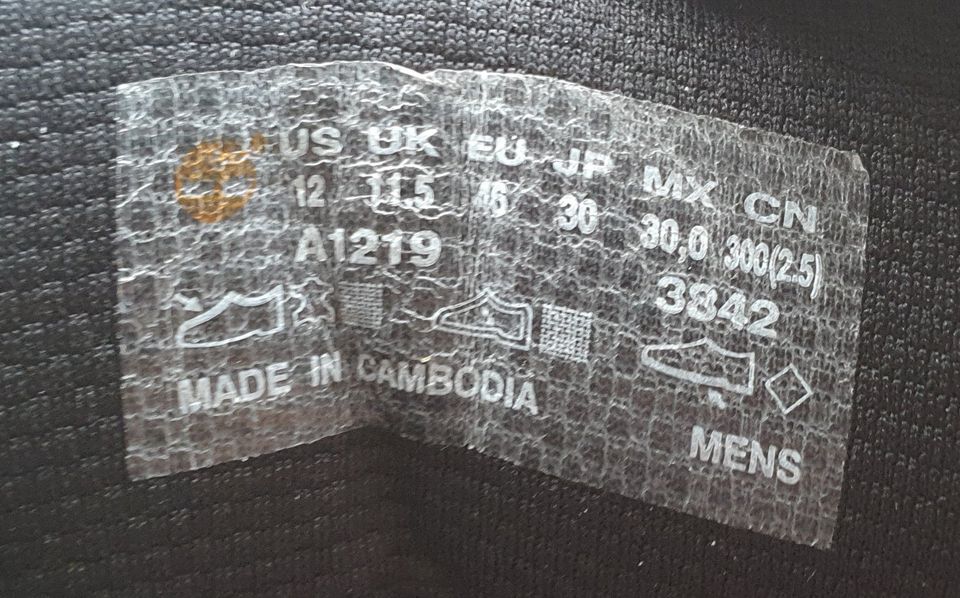 US UK EU JP MX CN
12 11.5 46 30 30,0 300(2.5)
A1219 3842
MADE IN CAMBODIA
MENS